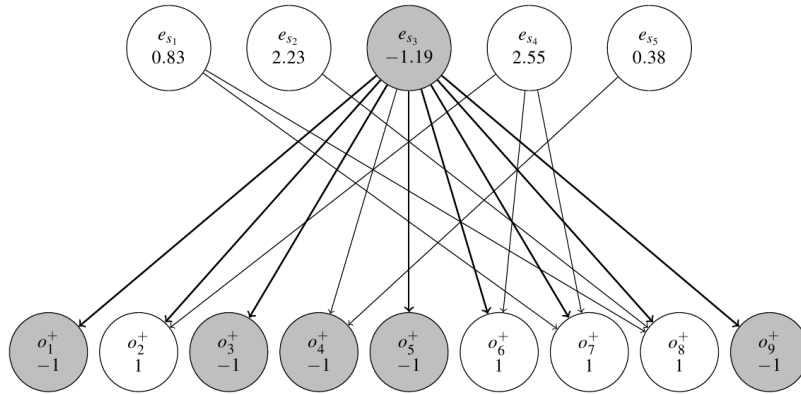 e_{s_1} e_{s_2} e_{s_3} e_{s_4} e_{s_5}
0.83 2.23 −1.19 2.55 0.38
o_1^+ o_2^+ o_3^+ o_4^+ o_5^+ o_6^+ o_7^+ o_8^+ o_9^+
−1 1 −1 −1 −1 1 1 1 −1